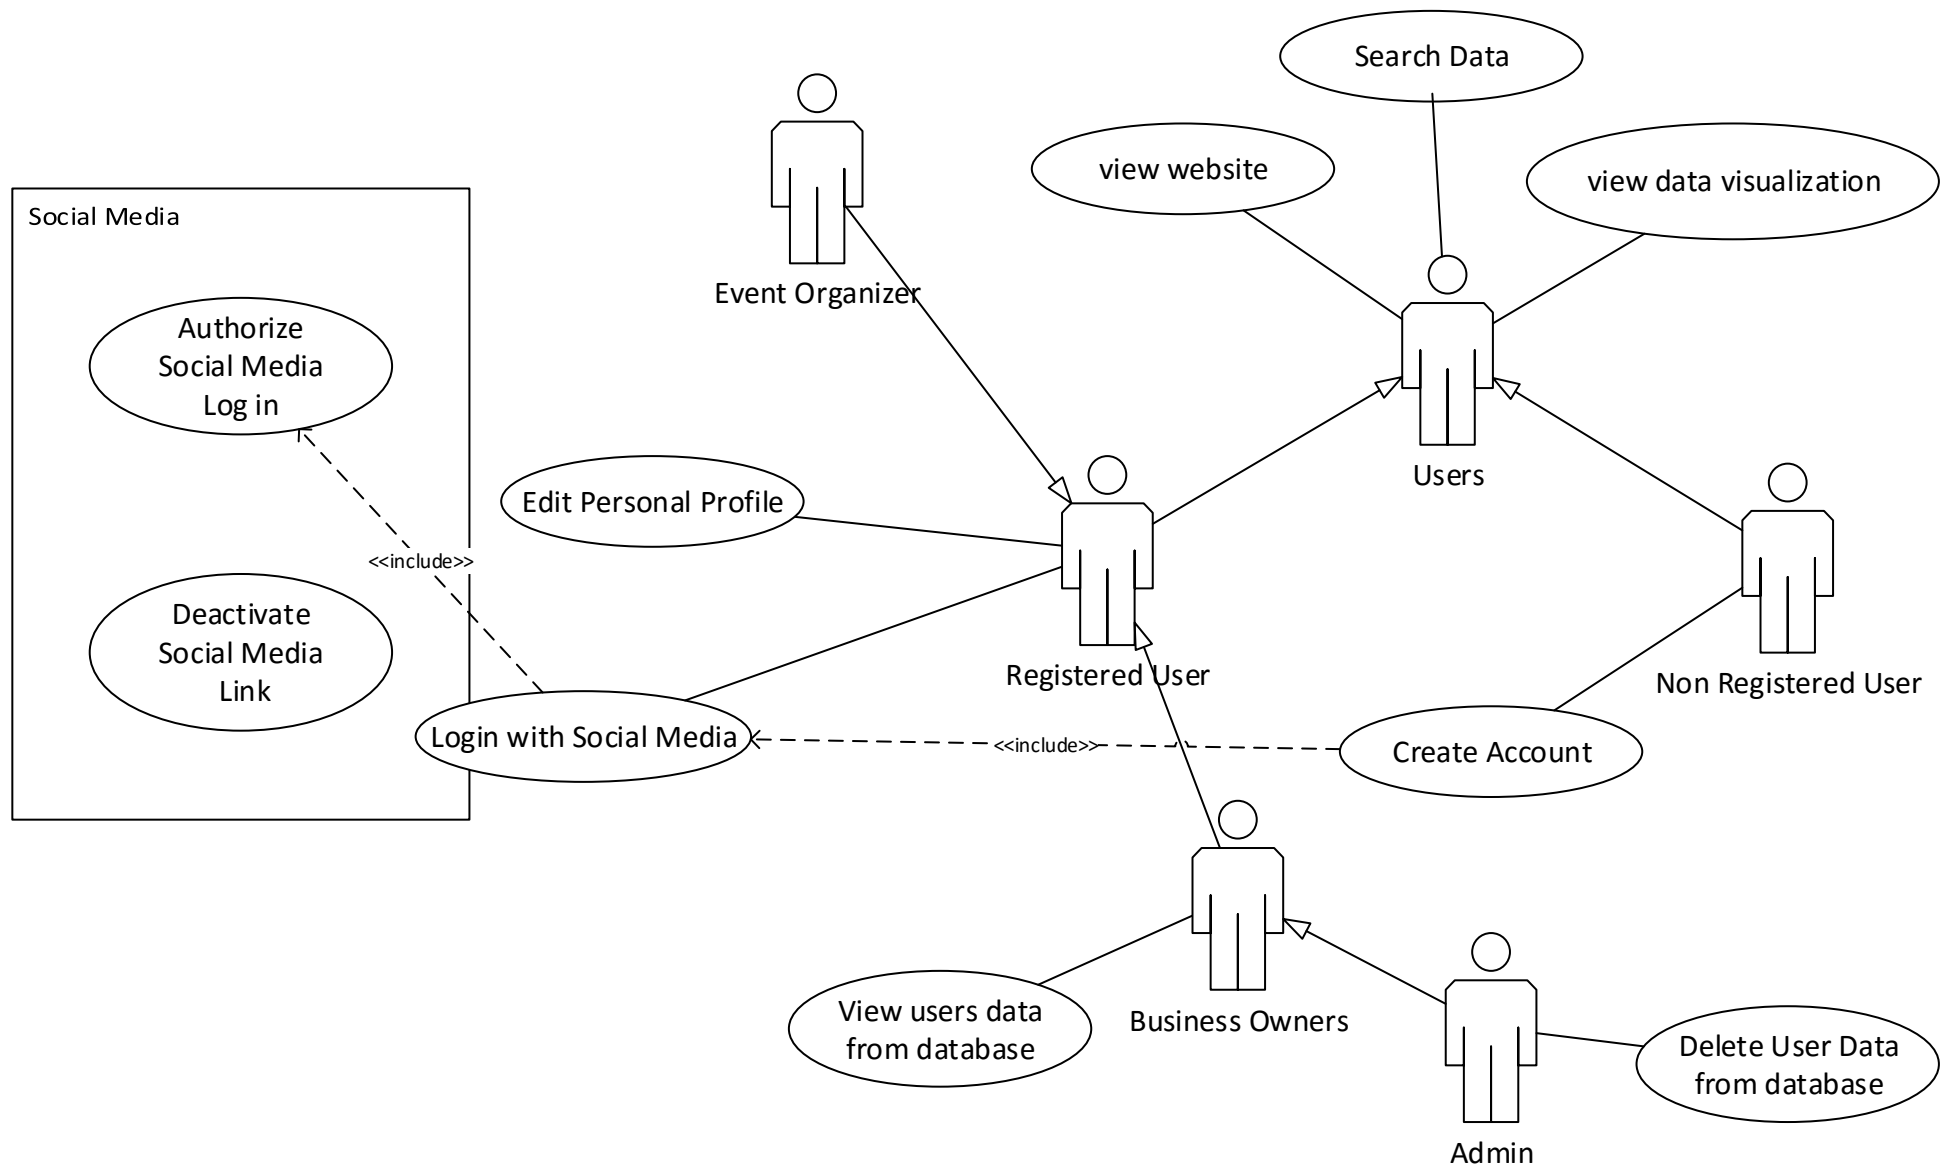 Search Data
view website
view data visualization
Social Media
Event Organizer
Authorize
Social Media
Log in
Users
Edit Personal Profile
<<include>>
Deactivate
Social Media
Link
Registered User
Non Registered User
Login with Social Media
<<include>>
Create Account
View users data
from database
Business Owners
Delete User Data
from database
Admin